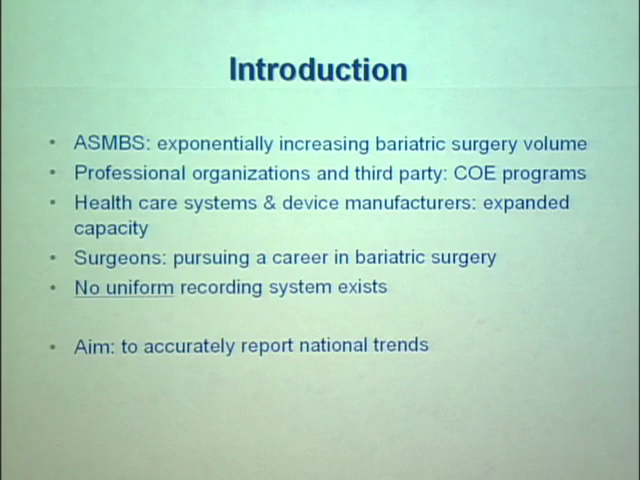 Introduction
• ASMBS: exponentially increasing bariatric surgery volume
• Professional organizations and third party: COE programs
• Health care systems & device manufacturers: expanded
capacity
• Surgeons: pursuing a career in bariatric surgery
• No uniform recording system exists
• Aim: to accurately report national trends